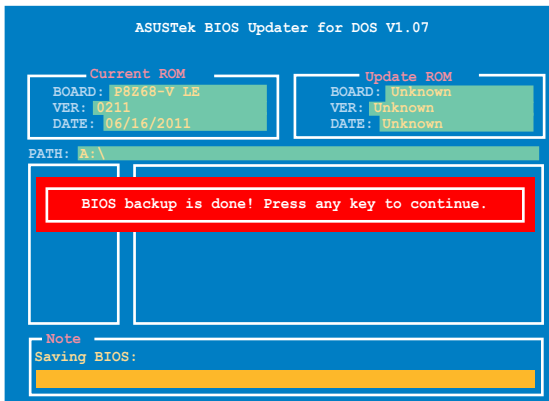 ASUSTek BIOS Updater for DOS V1.07
Current ROM
BOARD: P8Z68-V LE
VER: 0211
DATE: 06/16/2011
Update ROM
BOARD: Unknown
VER: Unknown
DATE: Unknown
PATH: A:\
BIOS backup is done! Press any key to continue.
Note
Saving BIOS: